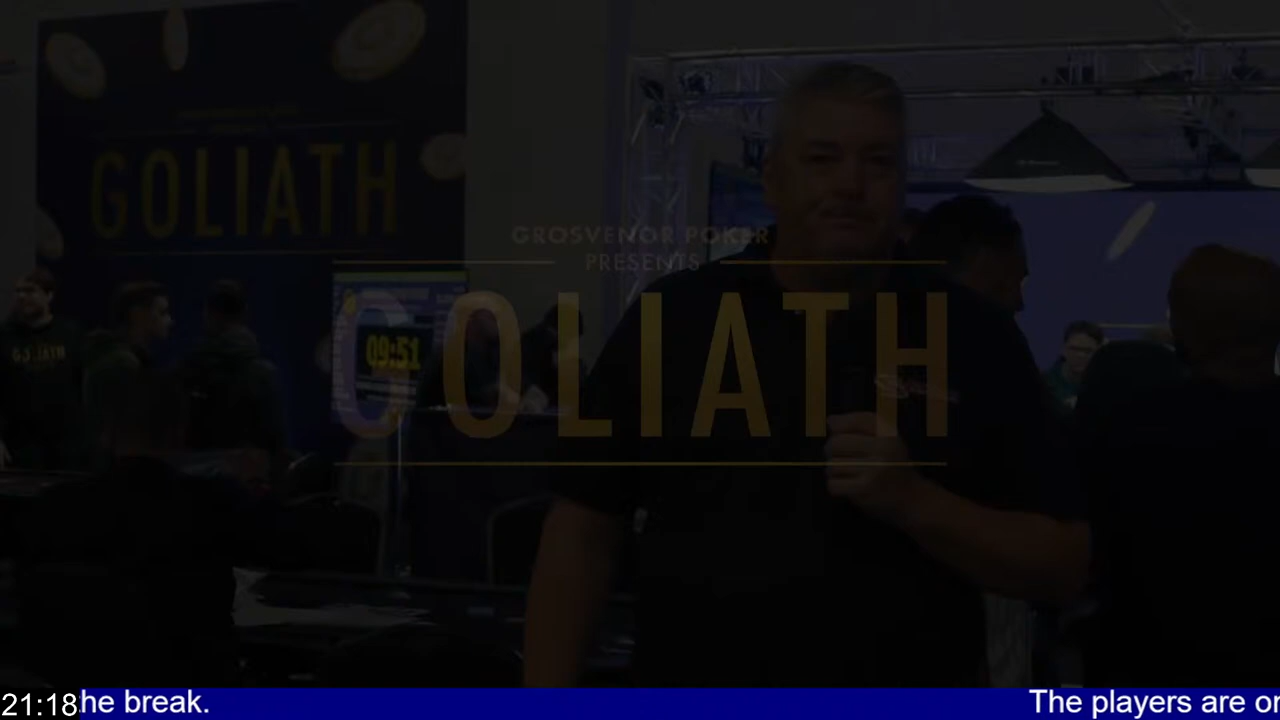 GOLIATH
GROSVENOR POKER
PRESENTS
GOLIATH
GOLIATH
09:51
21:18
he break.
The players are or